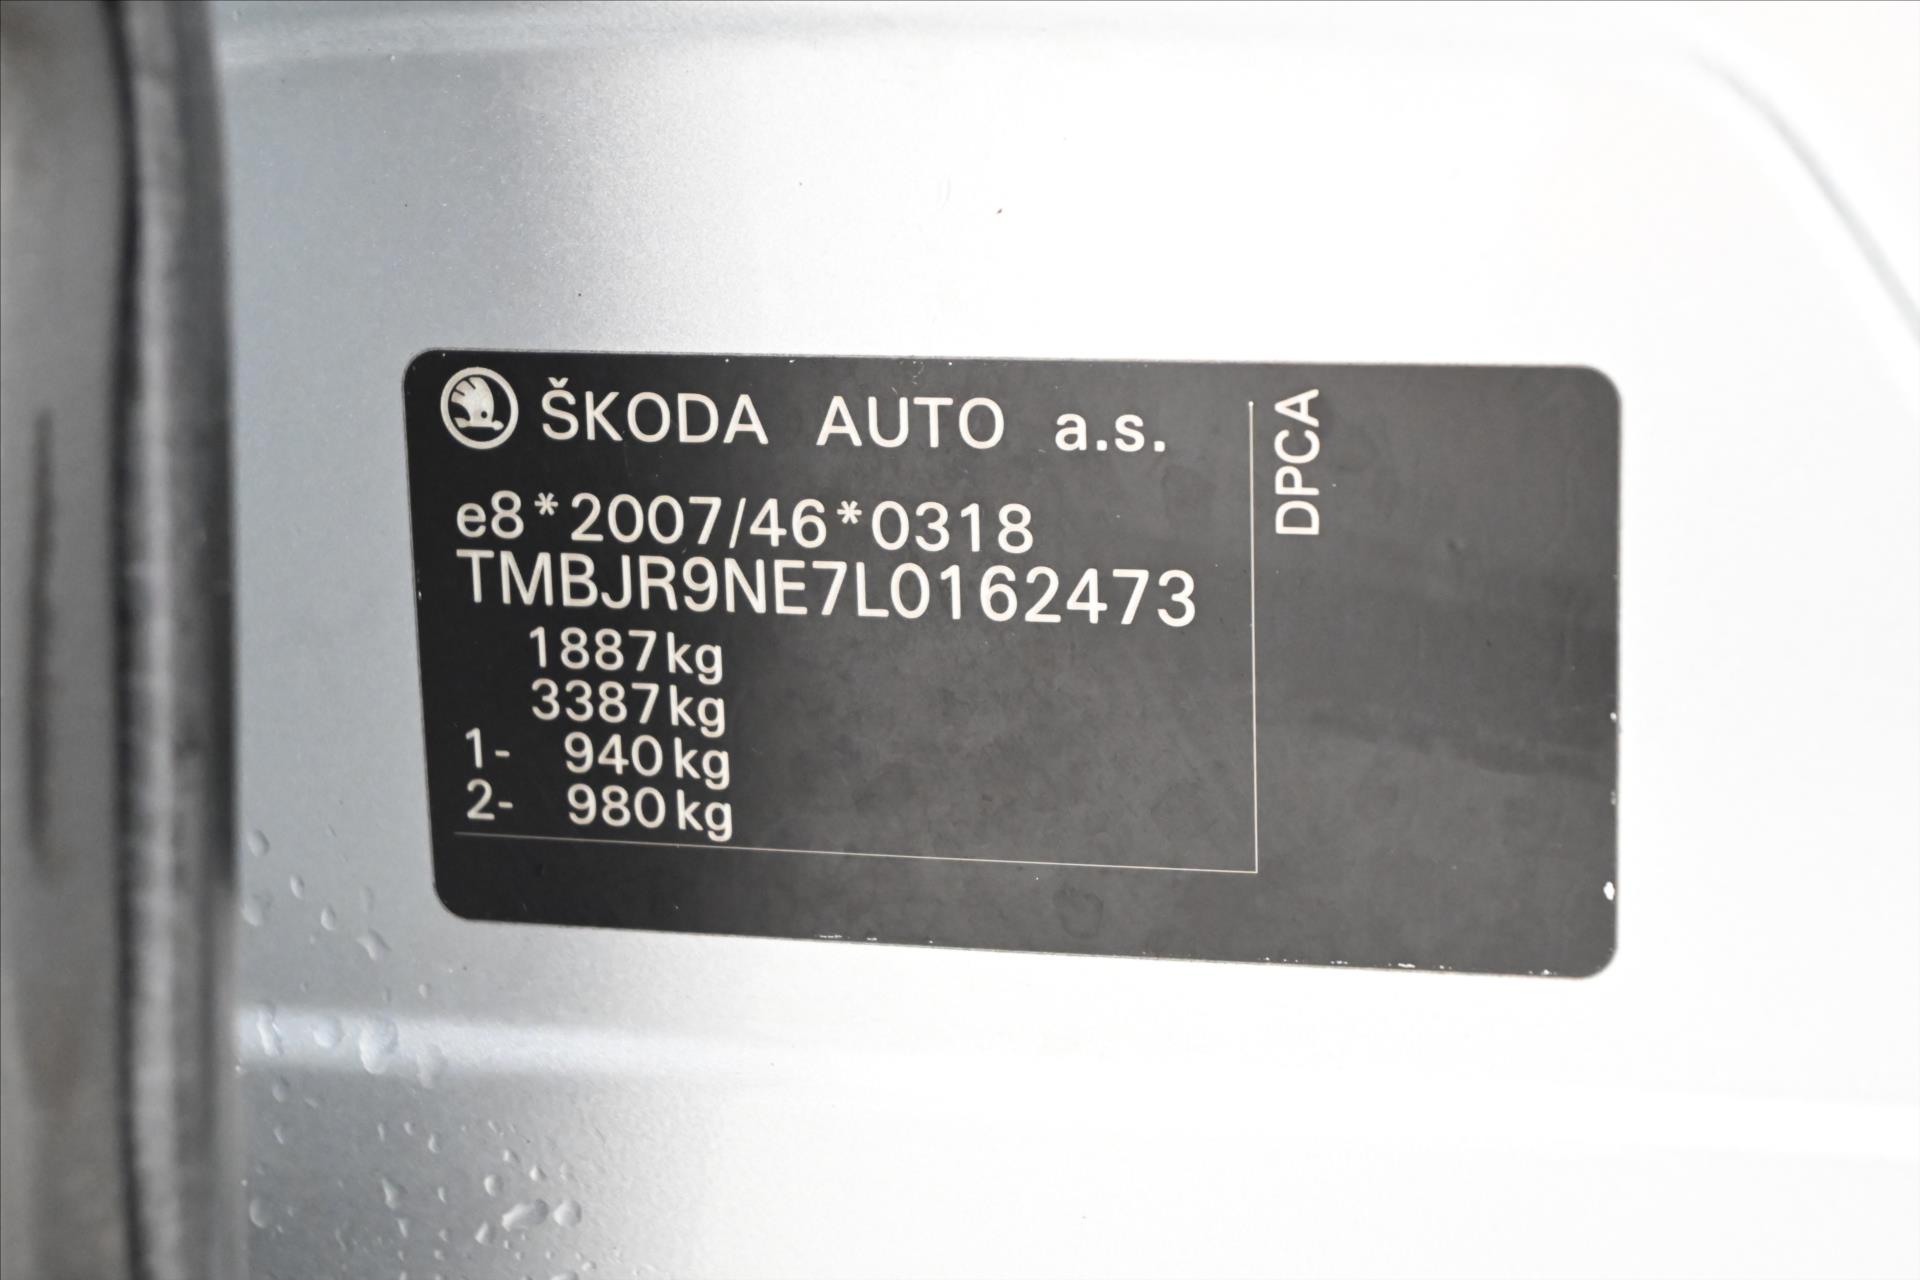 ŠKODA AUTO a.s.
e8*2007/46*0318
TMBJR9NE7L0162473
1887kg
3387kg
1- 940kg
2- 980kg
DPCA